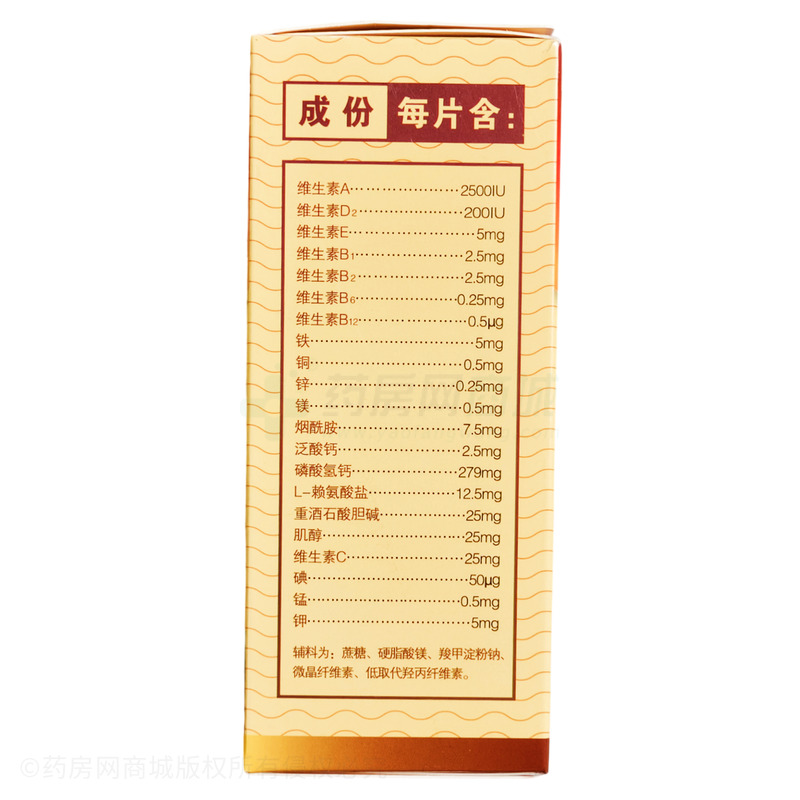 成份 每片含:
维生素A…………………2500IU
维生素D2…………………200IU
维生素E…………………5mg
维生素B1…………………2.5mg
维生素B2…………………2.5mg
维生素B6…………………0.25mg
维生素B12…………………0.5μg
铁…………………5mg
铜…………………0.5mg
锌…………………0.25mg
镁…………………0.5mg
烟酰胺…………………7.5mg
泛酸钙…………………2.5mg
磷酸氢钙…………………279mg
L-赖氨酸盐…………………12.5mg
重酒石酸胆碱…………………25mg
肌醇…………………25mg
维生素C…………………25mg
碘…………………50μg
锰…………………0.5mg
钾…………………5mg
辅料为：蔗糖、硬脂酸镁、羧甲淀粉钠、
微晶纤维素、低取代羟丙纤维素。
药房网商城
©药房网商城版权所有侵权必究